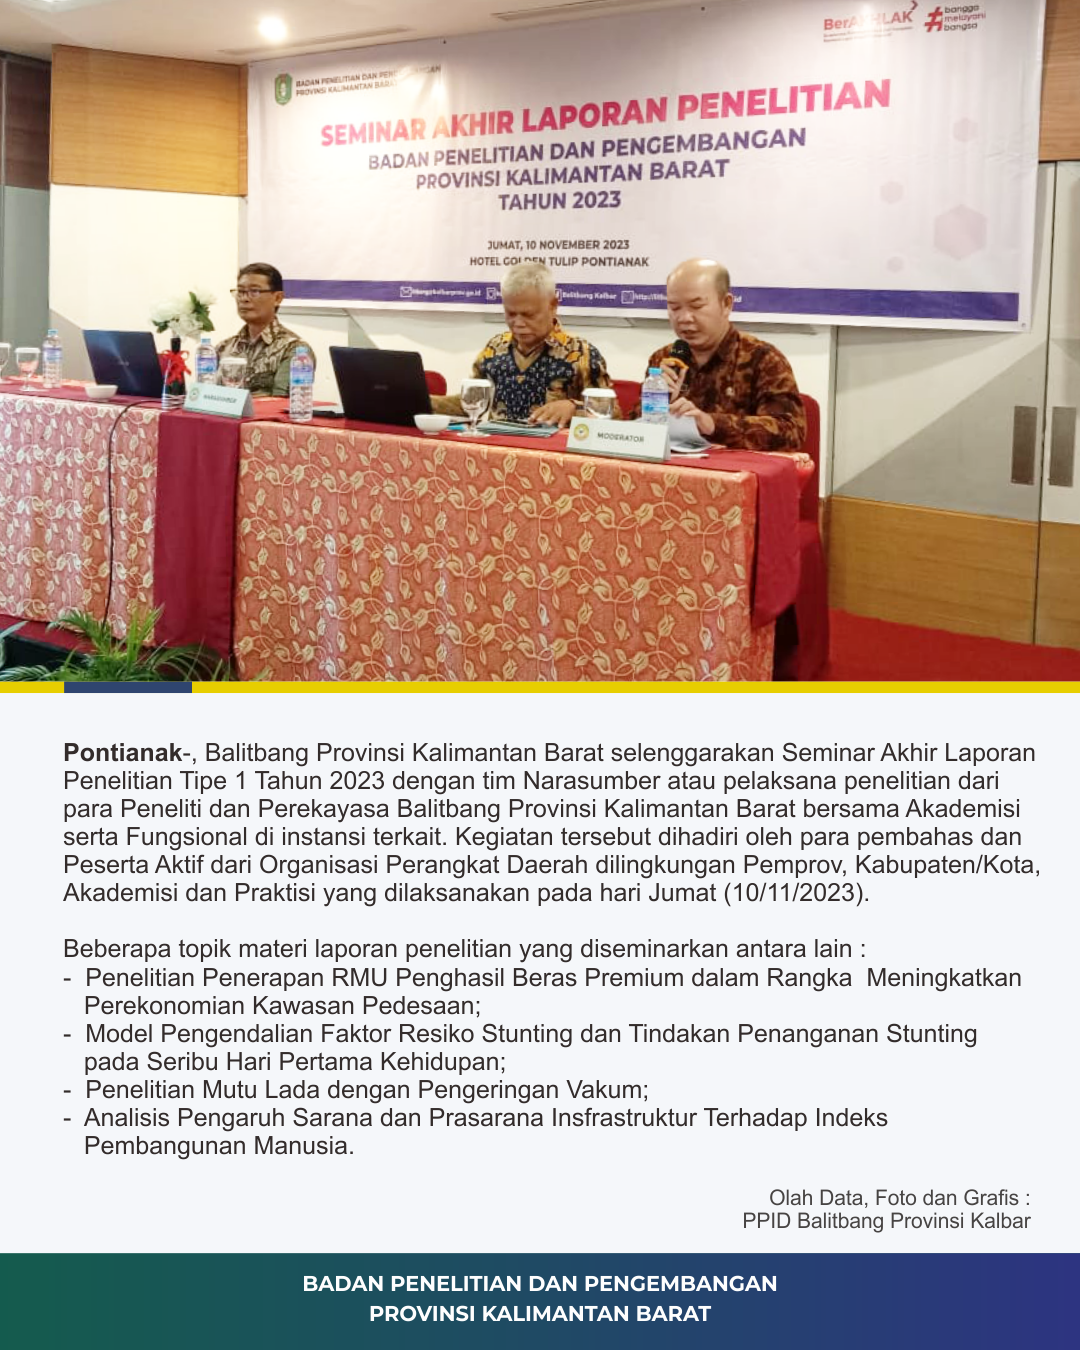 BADAN PENELITIAN DAN PENGEMBANGAN
PROVINSI KALIMANTAN BARAT
BerAKHLAK
#bangga
melayani
bangsa
SEMINAR AKHIR LAPORAN PENELITIAN
BADAN PENELITIAN DAN PENGEMBANGAN
PROVINSI KALIMANTAN BARAT
TAHUN 2023
JUMAT, 10 NOVEMBER 2023
HOTEL GOLDEN TULIP PONTIANAK
Balitbang Kalbar
NARASUMBER
MODERATOR
Pontianak-, Balitbang Provinsi Kalimantan Barat selenggarakan Seminar Akhir Laporan
Penelitian Tipe 1 Tahun 2023 dengan tim Narasumber atau pelaksana penelitian dari
para Peneliti dan Perekayasa Balitbang Provinsi Kalimantan Barat bersama Akademisi
serta Fungsional di instansi terkait. Kegiatan tersebut dihadiri oleh para pembahas dan
Peserta Aktif dari Organisasi Perangkat Daerah dilingkungan Pemprov, Kabupaten/Kota,
Akademisi dan Praktisi yang dilaksanakan pada hari Jumat (10/11/2023).
Beberapa topik materi laporan penelitian yang diseminarkan antara lain :
- Penelitian Penerapan RMU Penghasil Beras Premium dalam Rangka Meningkatkan
Perekonomian Kawasan Pedesaan;
- Model Pengendalian Faktor Resiko Stunting dan Tindakan Penanganan Stunting
pada Seribu Hari Pertama Kehidupan;
- Penelitian Mutu Lada dengan Pengeringan Vakum;
- Analisis Pengaruh Sarana dan Prasarana Insfrastruktur Terhadap Indeks
Pembangunan Manusia.
Olah Data, Foto dan Grafis :
PPID Balitbang Provinsi Kalbar
BADAN PENELITIAN DAN PENGEMBANGAN
PROVINSI KALIMANTAN BARAT